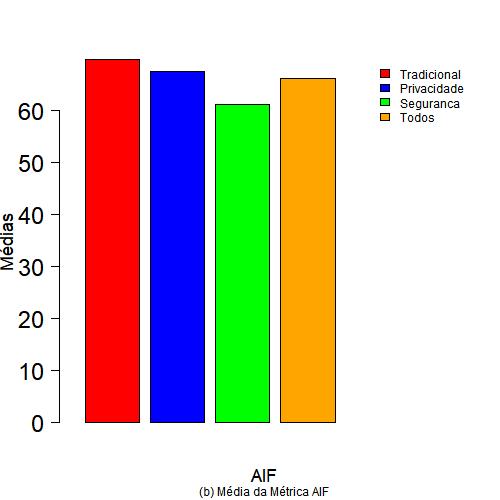 Tradicional
Privacidade
Seguranca
Todos
60
50
40
30
20
10
0
Médias
AIF
(b) Média da Métrica AIF